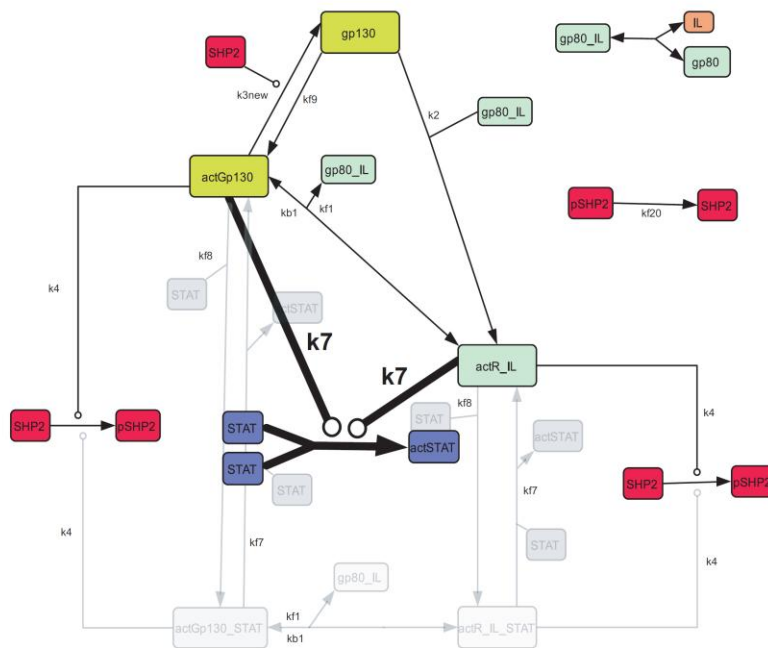 gp130
IL
gp80_IL
gp80
SHP2
k3new
kf9
k2
gp80_IL
actGp130
gp80_IL
kb1
kf1
pSHP2
kf20
SHP2
kf8
k4
STAT
actSTAT
k7
k7
actR_IL
kf8
STAT
k4
SHP2
pSHP2
STAT
actSTAT
actSTAT
STAT
STAT
kf7
SHP2
pSHP2
k4
kf7
STAT
k4
gp80_IL
actGp130_STAT
kf1
kb1
actR_IL_STAT